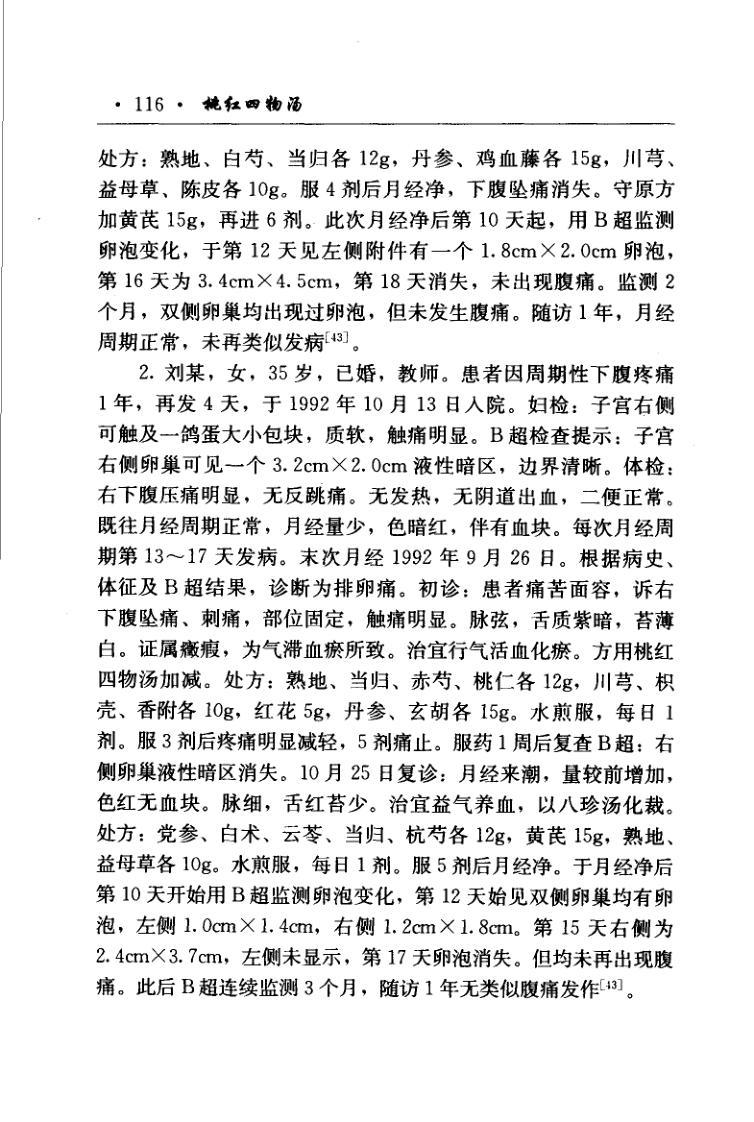 · 116 · 桃红四物汤
处方：熟地、白芍、当归各 12g，丹参、鸡血藤各 15g，川芎、
益母草、陈皮各 10g。服 4 剂后月经净，下腹坠痛消失。守原方
加黄芪 15g，再进 6 剂。此次月经净后第 10 天起，用 B 超监测
卵泡变化，于第 12 天见左侧附件有一个 1.8cm×2.0cm 卵泡，
第 16 天为 3.4cm×4.5cm，第 18 天消失，未出现腹痛。监测 2
个月，双侧卵巢均出现过卵泡，但未发生腹痛。随访 1 年，月经
周期正常，未再类似发病[43]。
2. 刘某，女，35 岁，已婚，教师。患者因周期性下腹疼痛
1 年，再发 4 天，于 1992 年 10 月 13 日入院。妇检：子宫右侧
可触及一鸽蛋大小包块，质软，触痛明显。B 超检查提示：子宫
右侧卵巢可见一个 3.2cm×2.0cm 液性暗区，边界清晰。体检：
右下腹压痛明显，无反跳痛。无发热，无阴道出血，二便正常。
既往月经周期正常，月经量少，色暗红，伴有血块。每次月经周
期第 13～17 天发病。末次月经 1992 年 9 月 26 日。根据病史、
体征及 B 超结果，诊断为排卵痛。初诊：患者痛苦面容，诉右
下腹坠痛、刺痛，部位固定，触痛明显。脉弦，舌质紫暗，苔薄
白。证属癥瘕，为气滞血瘀所致。治宜行气活血化瘀。方用桃红
四物汤加减。处方：熟地、当归、赤芍、桃仁各 12g，川芎、枳
壳、香附各 10g，红花 5g，丹参、玄胡各 15g。水煎服，每日 1
剂。服 3 剂后疼痛明显减轻，5 剂痛止。服药 1 周后复查 B 超：右
侧卵巢液性暗区消失。10 月 25 日复诊：月经来潮，量较前增加，
色红无血块。脉细，舌红苔少。治宜益气养血，以八珍汤化裁。
处方：党参、白术、云苓、当归、杭芍各 12g，黄芪 15g，熟地、
益母草各 10g。水煎服，每日 1 剂。服 5 剂后月经净。于月经净后
第 10 天开始用 B 超监测卵泡变化，第 12 天始见双侧卵巢均有卵
泡，左侧 1.0cm×1.4cm，右侧 1.2cm×1.8cm。第 15 天右侧为
2.4cm×3.7cm，左侧未显示，第 17 天卵泡消失。但均未再出现腹
痛。此后 B 超连续监测 3 个月，随访 1 年无类似腹痛发作[43]。